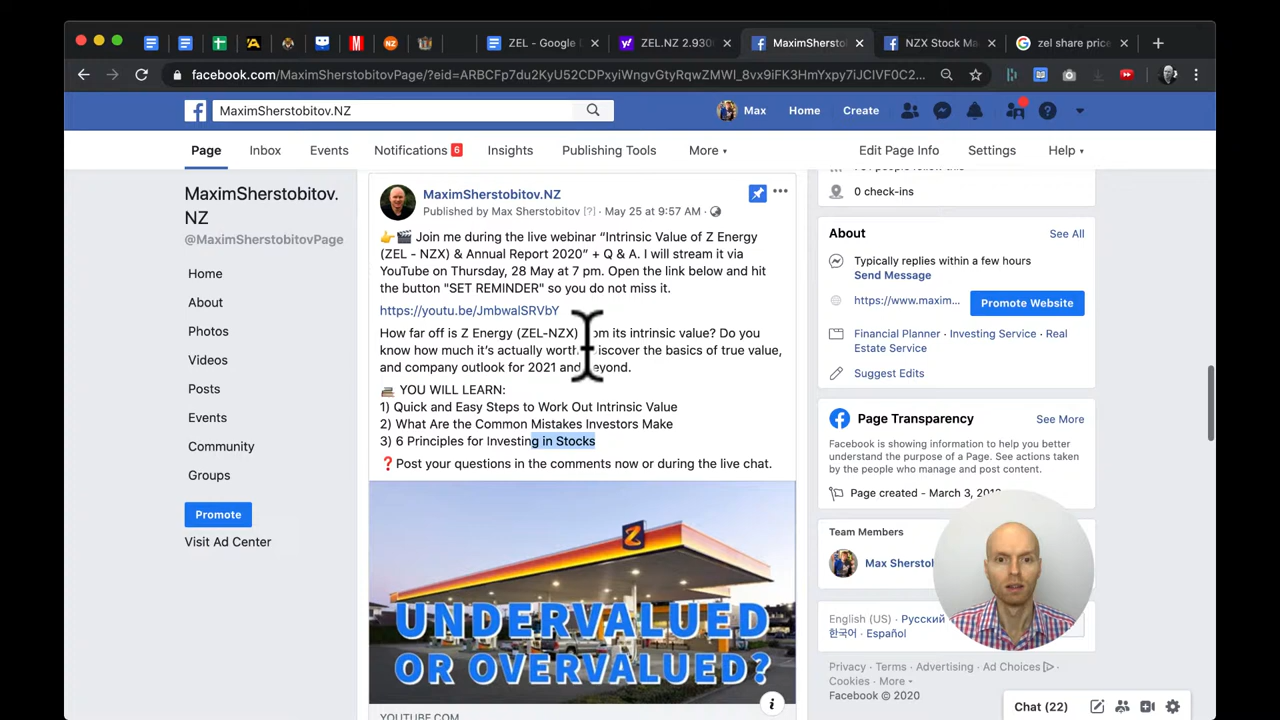 ZEL - Google D
ZEL.NZ 2.930
MaximShersto
NZX Stock Ma
zel share price
facebook.com/MaximSherstobitovPage/?eid=ARBCFp7du2KyU52CDPxyiWngvGtyRqwZMWI_8vx9iFK3HmYxpy7iJCIVF0C2...
MaximSherstobitov.NZ
Max
Home
Create
Page
Inbox
Events
Notifications 6
Insights
Publishing Tools
More
Edit Page Info
Settings
Help
MaximSherstobitov.
NZ
@MaximSherstobitovPage
Home
About
Photos
Videos
Posts
Events
Community
Groups
Promote
Visit Ad Center
MaximSherstobitov.NZ
Published by Max Sherstobitov [?] · May 25 at 9:57 AM ·
👉🎬 Join me during the live webinar “Intrinsic Value of Z Energy
(ZEL - NZX) & Annual Report 2020” + Q & A. I will stream it via
YouTube on Thursday, 28 May at 7 pm. Open the link below and hit
the button "SET REMINDER" so you do not miss it.
https://youtu.be/JmbwalSRVbY
How far off is Z Energy (ZEL-NZX) om its intrinsic value? Do you
know how much it’s actually worth iscover the basics of true value,
and company outlook for 2021 and eyond.
📚 YOU WILL LEARN:
1) Quick and Easy Steps to Work Out Intrinsic Value
2) What Are the Common Mistakes Investors Make
3) 6 Principles for Investing in Stocks
❓Post your questions in the comments now or during the live chat.
Z
UNDERVALUED
OR OVERVALUED?
YOUTUBE.COM
0 check-ins
About
See All
Typically replies within a few hours
Send Message
https://www.maxim...
Promote Website
Financial Planner · Investing Service · Real
Estate Service
Suggest Edits
Page Transparency
See More
Facebook is showing information to help you better
understand the purpose of a Page. See actions taken
by the people who manage and post content.
Page created - March 3, 201
Team Members
Max Sherstob
English (US) · Русский
한국어 · Español
Privacy · Terms · Advertising · Ad Choices ·
Cookies · More
Facebook © 2020
Chat (22)